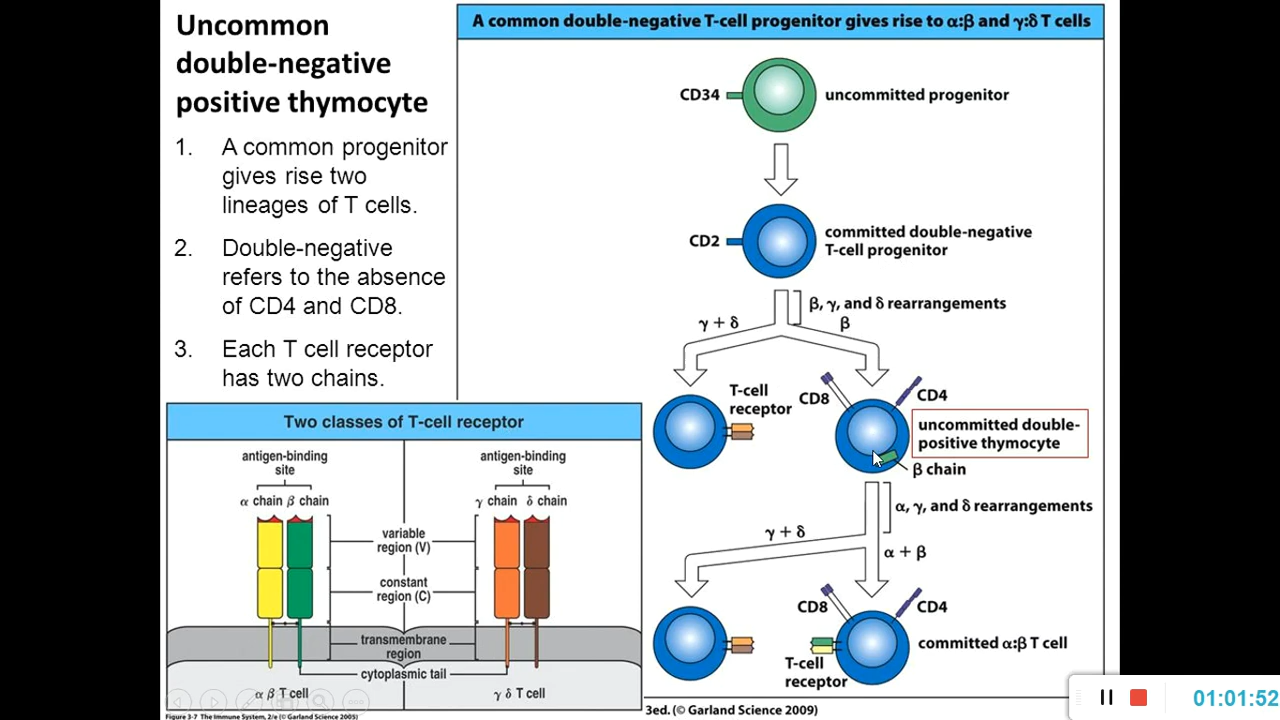 Uncommon
double-negative
positive thymocyte
1. A common progenitor
gives rise two
lineages of T cells.
2. Double-negative
refers to the absence
of CD4 and CD8.
3. Each T cell receptor
has two chains.
A common double-negative T-cell progenitor gives rise to α:β and γ:δ T cells
CD34
uncommitted progenitor
CD2
committed double-negative
T-cell progenitor
β, γ, and δ rearrangements
γ + δ
β
T-cell
receptor
CD8
CD4
uncommitted double-
positive thymocyte
β chain
α, γ, and δ rearrangements
γ + δ
α + β
CD8
CD4
committed α:β T cell
T-cell
receptor
3ed. (© Garland Science 2009)
Two classes of T-cell receptor
antigen-binding
site
antigen-binding
site
α chain β chain
γ chain δ chain
variable
region (V)
constant
region (C)
transmembrane
region
cytoplasmic tail
α β T cell
γ δ T cell
Figure 3-7 The Immune System, 2/e (© Garland Science 2005)
01:01:52